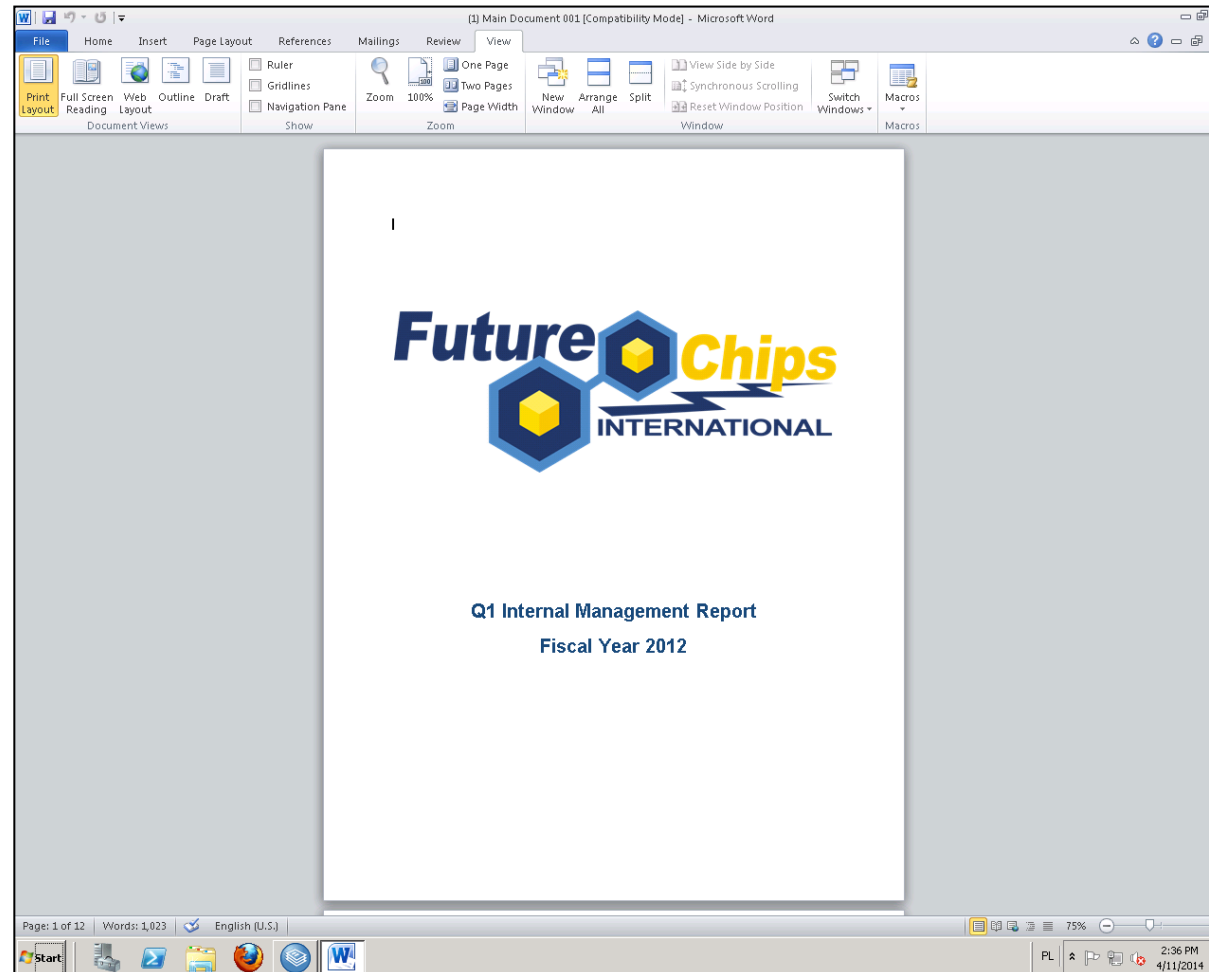 (1) Main Document 001 [Compatibility Mode] - Microsoft Word
File Home Insert Page Layout References Mailings Review View
Print Layout
Full Screen Reading
Web Layout
Outline
Draft
Document Views
Ruler
Gridlines
Navigation Pane
Show
Zoom
100%
One Page
Two Pages
Page Width
Zoom
New Window
Arrange All
Split
View Side by Side
Synchronous Scrolling
Reset Window Position
Switch Windows
Window
Macros
Macros
Future Chips
INTERNATIONAL
Q1 Internal Management Report
Fiscal Year 2012
Page: 1 of 12 Words: 1,023 English (U.S.) 75%
Start PL 2:36 PM
4/11/2014